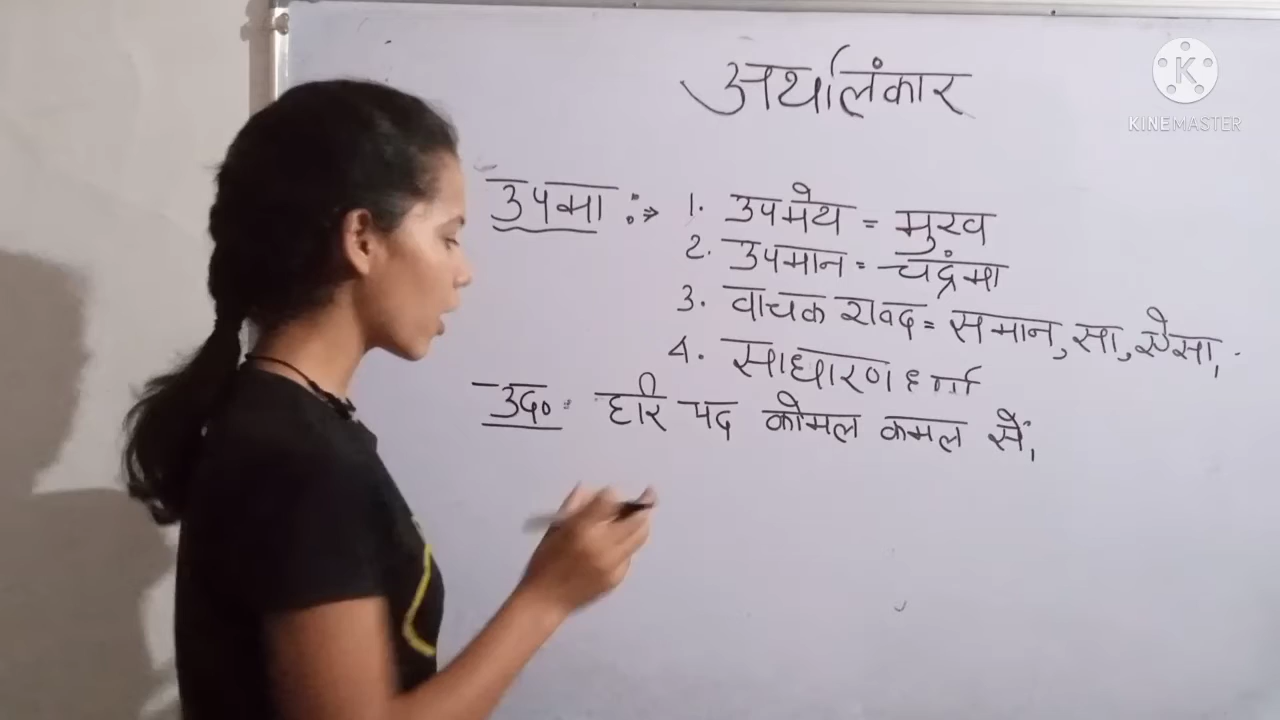 अर्थालंकार
KINEMASTER
उपमा :⇒ 1. उपमेय = मुख
2. उपमान = चद्रंमा
3. वाचक शब्द = समान, सा, ऐसा,
4. साधारण धर्म
उद॰ = हरि पद कोमल कमल सें,